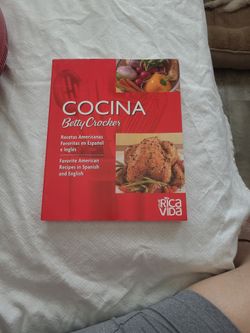 COCINA
Betty Crocker
Recetas Americanas
Favoritas en Español
e Inglés
Favorite American
Recipes in Spanish
and English
RICA
VIDA